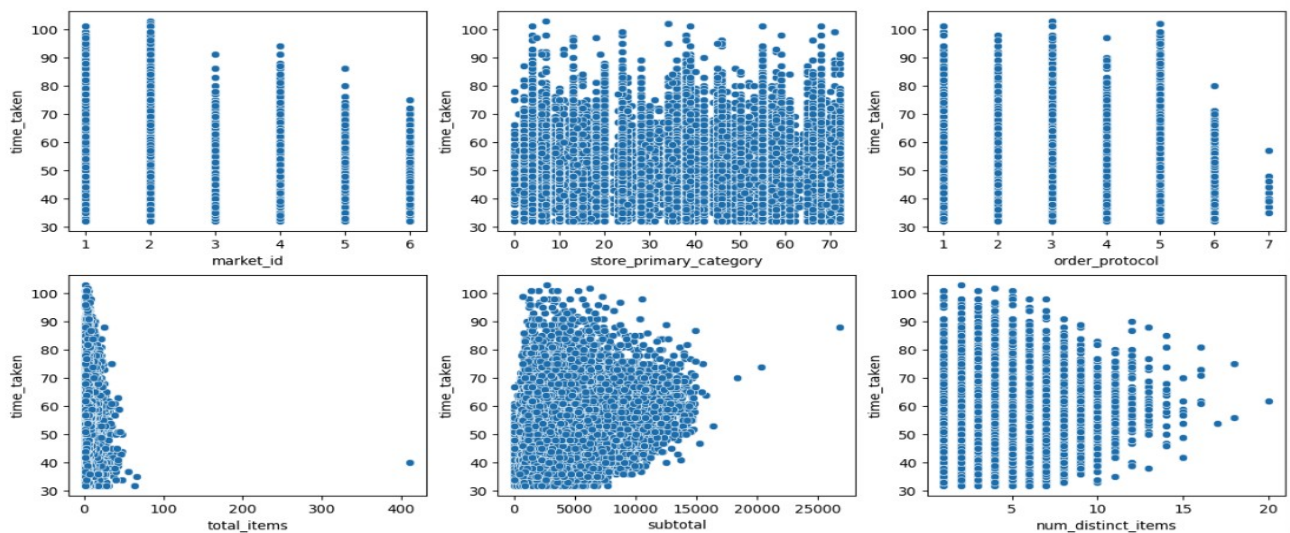 time_taken
100
90
80
70
60
50
40
30
1 2 3 4 5 6
market_id
time_taken
100
90
80
70
60
50
40
30
0 10 20 30 40 50 60 70
store_primary_category
time_taken
100
90
80
70
60
50
40
30
1 2 3 4 5 6 7
order_protocol
time_taken
100
90
80
70
60
50
40
30
0 100 200 300 400
total_items
time_taken
100
90
80
70
60
50
40
30
0 5000 10000 15000 20000 25000
subtotal
time_taken
100
90
80
70
60
50
40
30
5 10 15 20
num_distinct_items